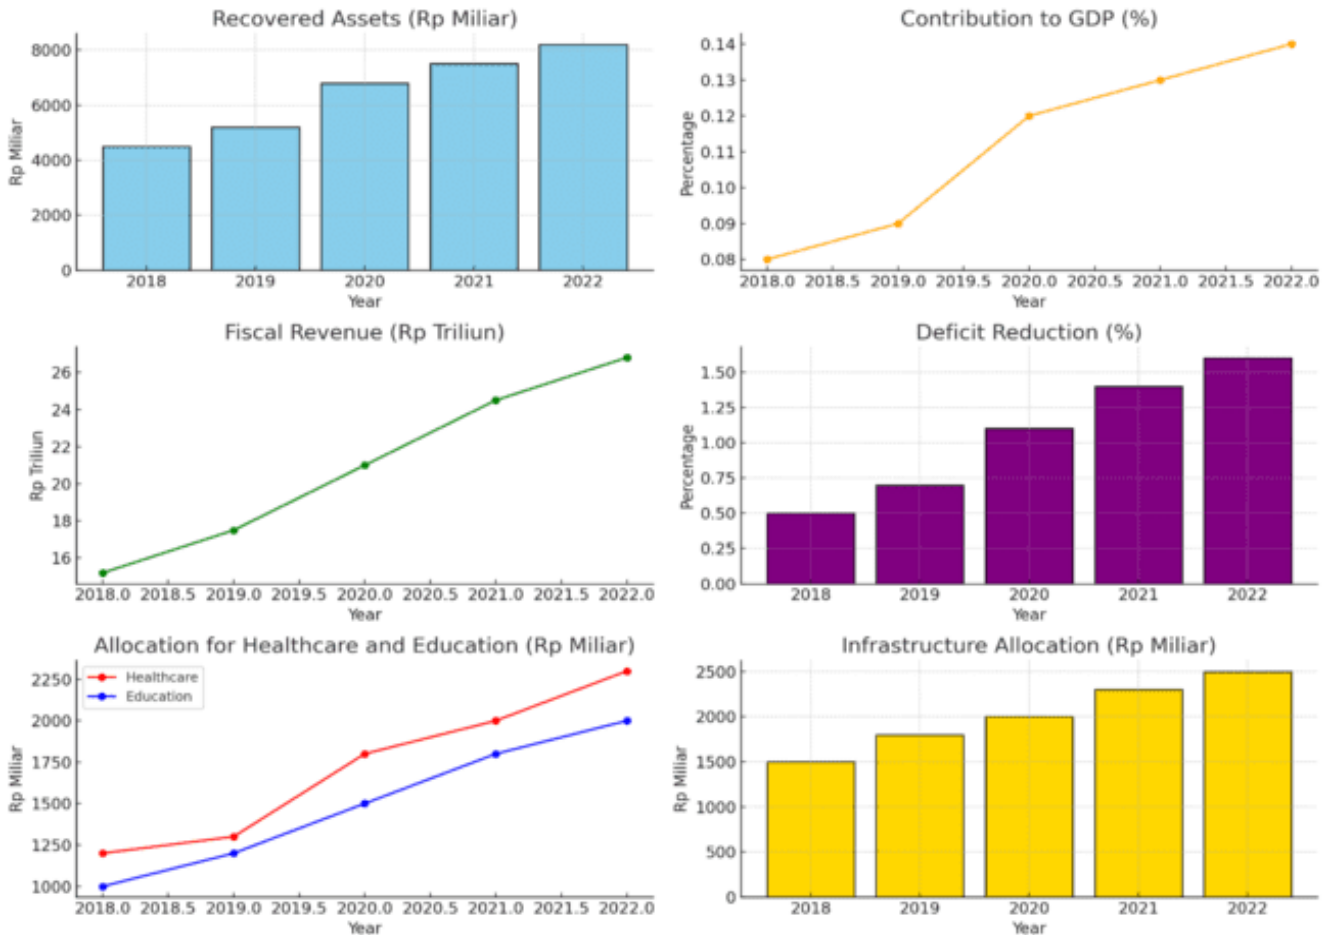 Recovered Assets (Rp Miliar)
8000
6000
4000
2000
0
Rp Miliar
2018 2019 2020 2021 2022
Year
Contribution to GDP (%)
0.14
0.13
0.12
0.11
0.10
0.09
0.08
Percentage
2018.0 2018.5 2019.0 2019.5 2020.0 2020.5 2021.0 2021.5 2022.0
Year
Fiscal Revenue (Rp Triliun)
26
24
22
20
18
16
Rp Triliun
2018.0 2018.5 2019.0 2019.5 2020.0 2020.5 2021.0 2021.5 2022.0
Year
Deficit Reduction (%)
1.50
1.25
1.00
0.75
0.50
0.25
0.00
Percentage
2018 2019 2020 2021 2022
Year
Allocation for Healthcare and Education (Rp Miliar)
Healthcare
Education
2250
2000
1750
1500
1250
1000
Rp Miliar
2018.0 2018.5 2019.0 2019.5 2020.0 2020.5 2021.0 2021.5 2022.0
Year
Infrastructure Allocation (Rp Miliar)
2500
2000
1500
1000
500
0
Rp Miliar
2018 2019 2020 2021 2022
Year